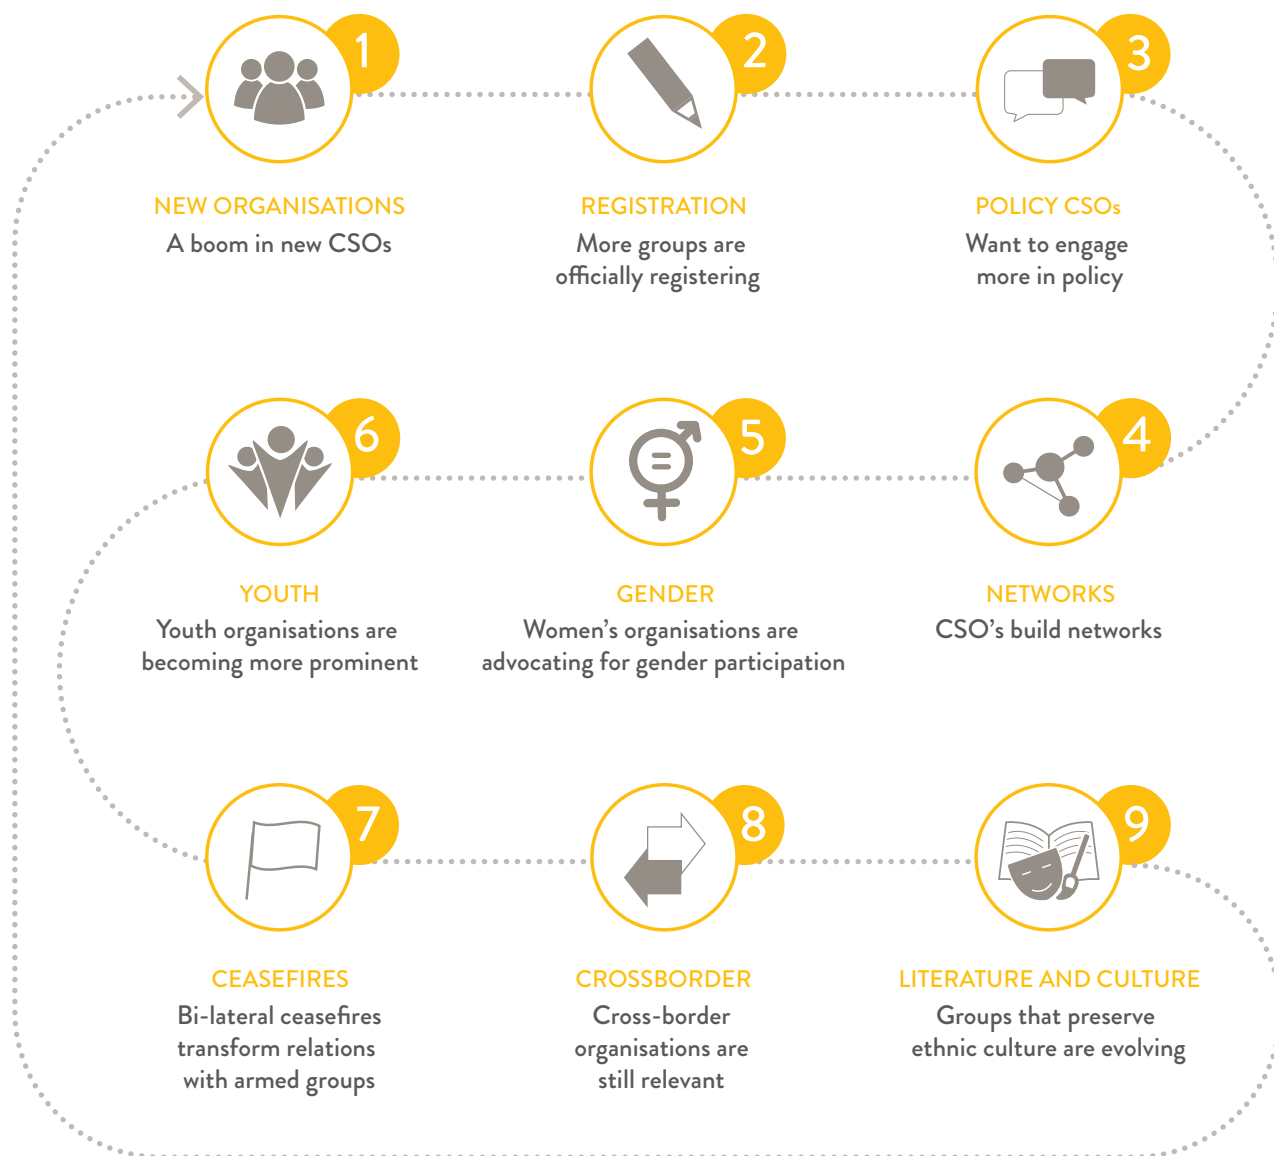 1
NEW ORGANISATIONS
A boom in new CSOs
2
REGISTRATION
More groups are
officially registering
3
POLICY CSOs
Want to engage
more in policy
4
NETWORKS
CSO’s build networks
5
GENDER
Women’s organisations are
advocating for gender participation
6
YOUTH
Youth organisations are
becoming more prominent
7
CEASEFIRES
Bi-lateral ceasefires
transform relations
with armed groups
8
CROSSBORDER
Cross-border
organisations are
still relevant
9
LITERATURE AND CULTURE
Groups that preserve
ethnic culture are evolving